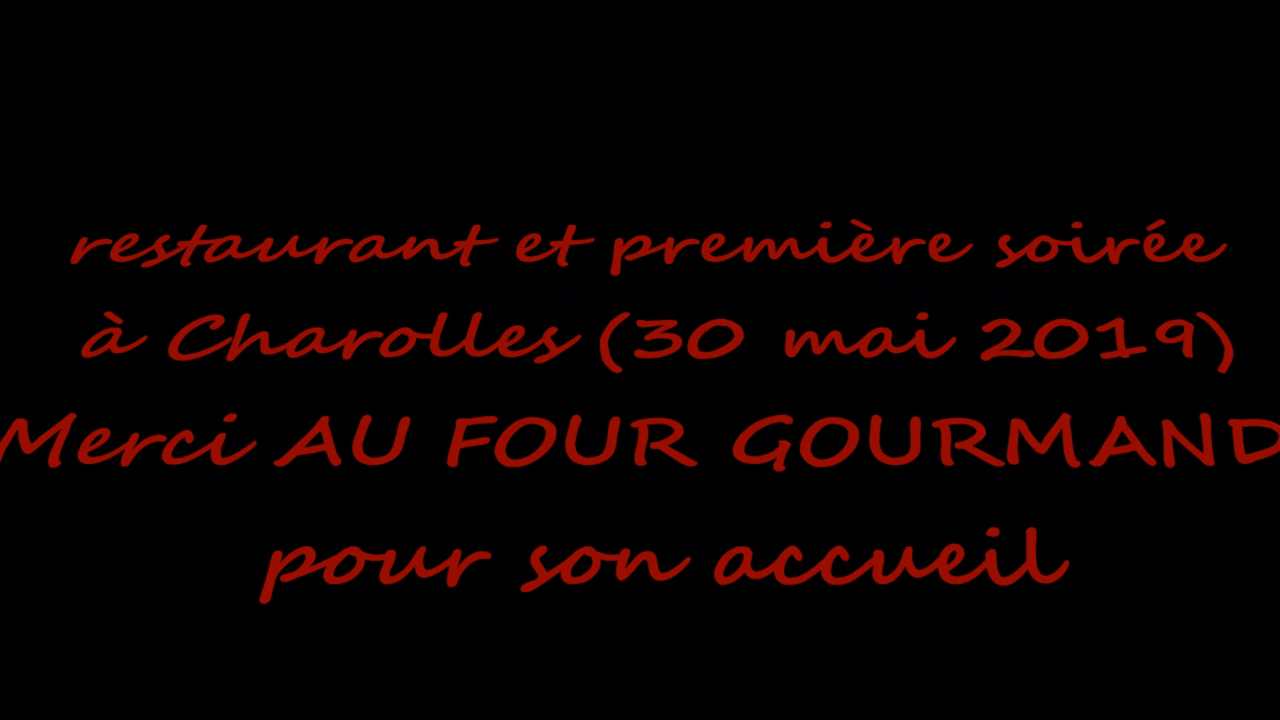 restaurant et première soirée
à Charolles (30 mai 2019)
Merci AU FOUR GOURMAND
pour son accueil